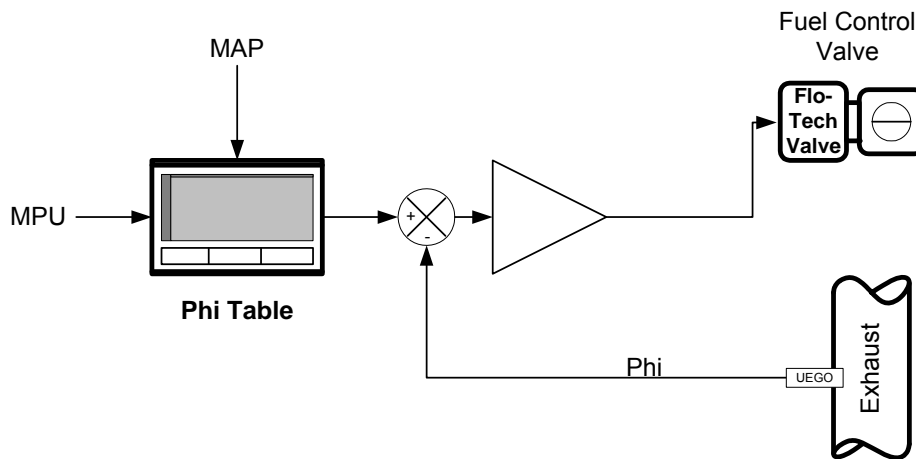 Fuel Control
Valve
MAP
Flo-
Tech
Valve
MPU
+
-
Phi Table
Phi
UEGO
Exhaust